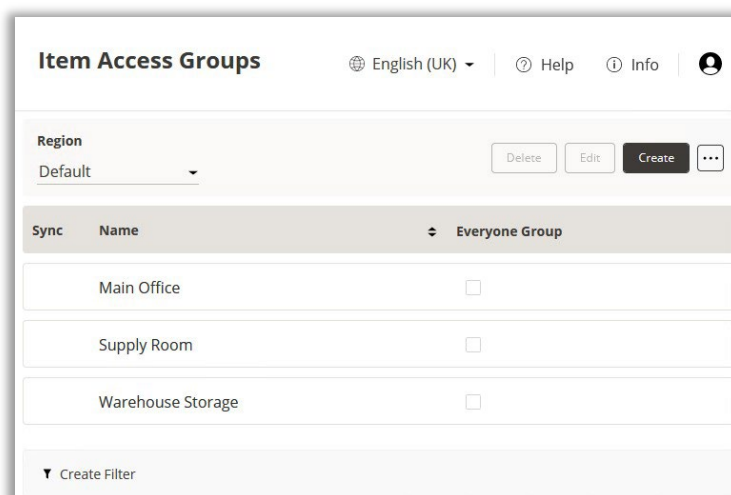 Item Access Groups English (UK) Help Info
Region
Default Delete Edit Create
Sync Name Everyone Group
Main Office
Supply Room
Warehouse Storage
Create Filter